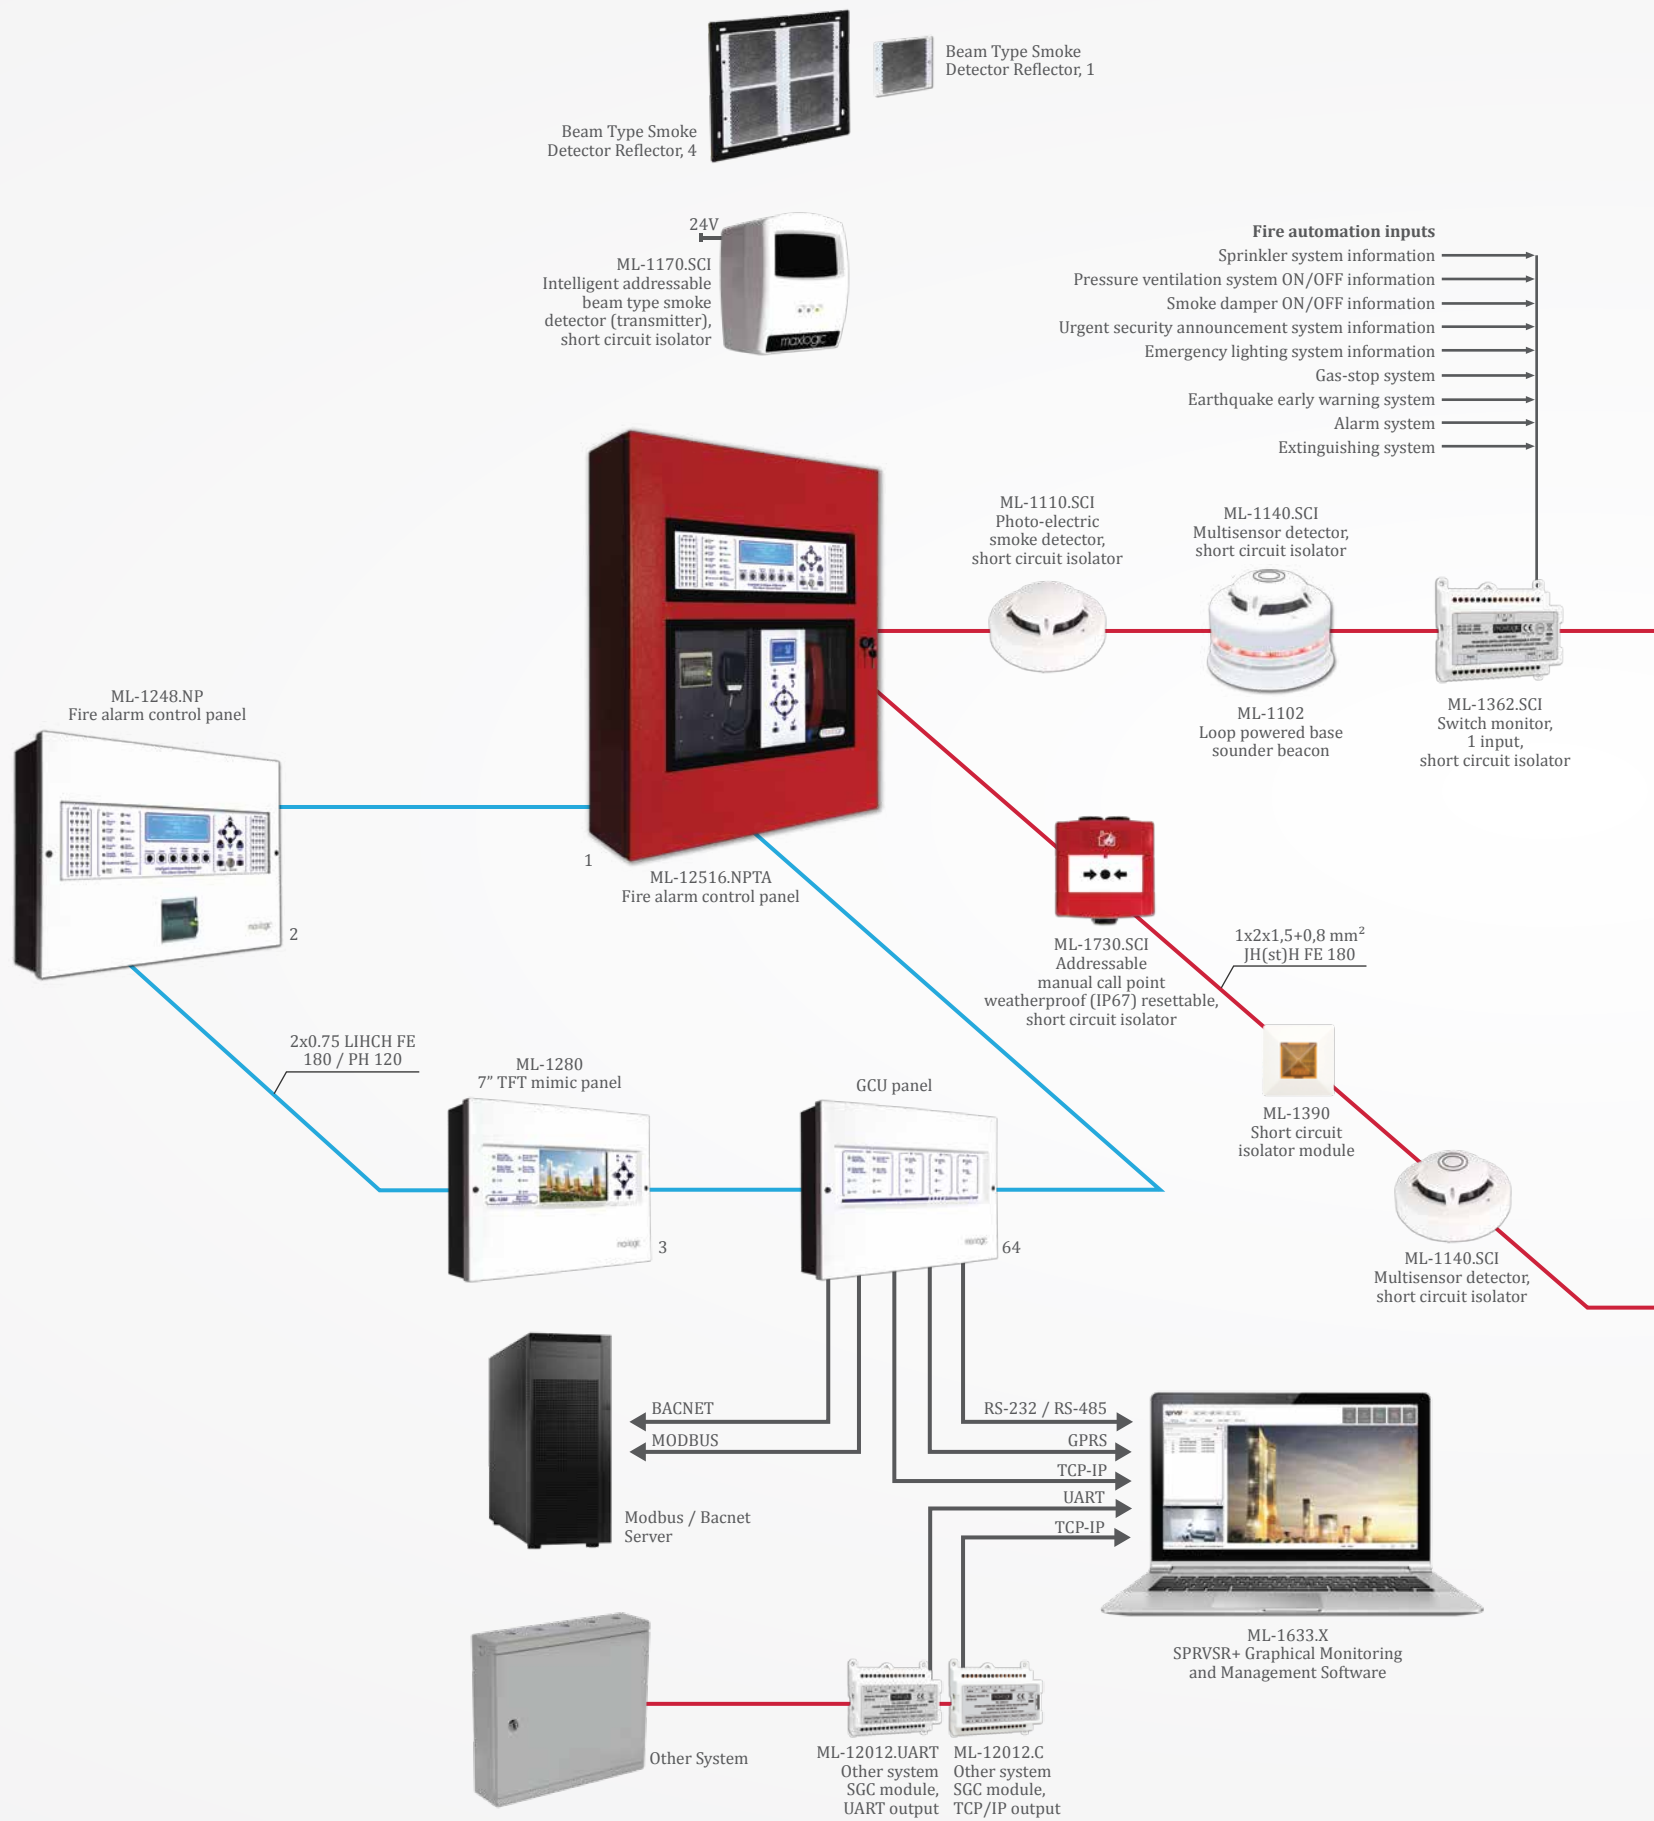 Beam Type Smoke
Detector Reflector, 1
Beam Type Smoke
Detector Reflector, 4
24V
ML-1170.SCI
Intelligent addressable
beam type smoke
detector (transmitter),
short circuit isolator
maxlogic
Fire automation inputs
Sprinkler system information
Pressure ventilation system ON/OFF information
Smoke damper ON/OFF information
Urgent security announcement system information
Emergency lighting system information
Gas-stop system
Earthquake early warning system
Alarm system
Extinguishing system
ML-1110.SCI
Photo-electric
smoke detector,
short circuit isolator
ML-1140.SCI
Multisensor detector,
short circuit isolator
ML-1102
Loop powered base
sounder beacon
ML-1362.SCI
Switch monitor,
1 input,
short circuit isolator
ML-1248.NP
Fire alarm control panel
maxlogic
2
1
ML-12516.NPTA
Fire alarm control panel
ML-1730.SCI
Addressable
manual call point
weatherproof (IP67) resettable,
short circuit isolator
1x2x1,5+0,8 mm²
JH(st)H FE 180
ML-1390
Short circuit
isolator module
ML-1140.SCI
Multisensor detector,
short circuit isolator
2x0.75 LIHCH FE
180 / PH 120
ML-1280
7” TFT mimic panel
ML-1280
maxlogic
3
GCU panel
maxlogic
64
BACNET
MODBUS
Modbus / Bacnet
Server
RS-232 / RS-485
GPRS
TCP-IP
UART
TCP-IP
sprvsr
ML-1633.X
SPRVSR+ Graphical Monitoring
and Management Software
Other System
ML-12012.UART
Other system
SGC module,
UART output
ML-12012.C
Other system
SGC module,
TCP/IP output